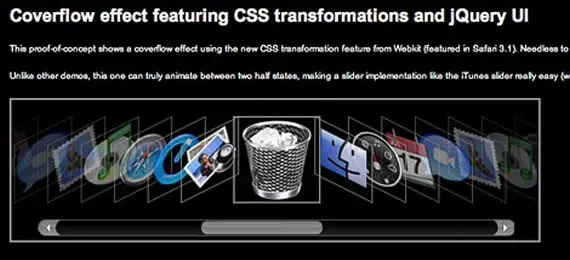 Coverflow effect featuring CSS transformations and jQuery UI
This proof-of-concept shows a coverflow effect using the new CSS transformation feature from Webkit (featured in Safari 3.1). Needless to
Unlike other demos, this one can truly animate between two half states, making a slider implementation like the iTunes slider really easy (w
17